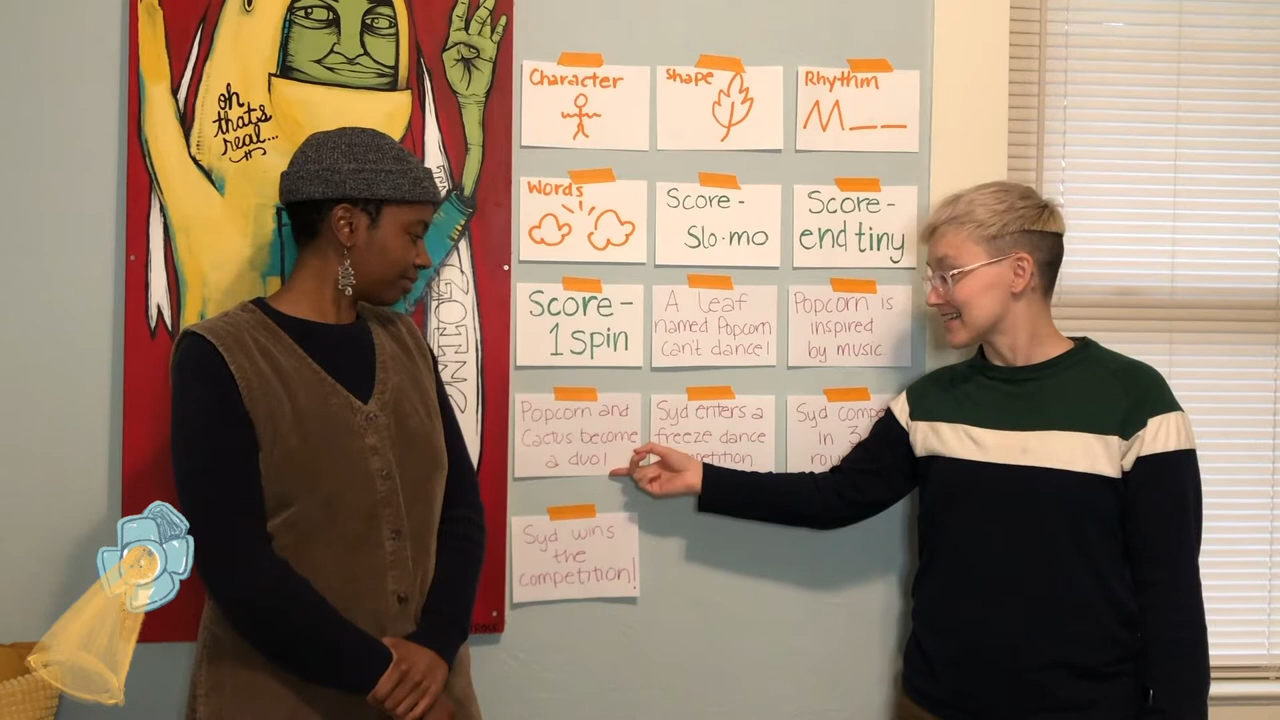 oh
that's
real...
Character
Shape
Rhythm
Words
Score -
Slo·mo
Score -
end tiny
Score -
1 spin
A leaf
named Popcorn
can't dance!
Popcorn is
inspired
by music
Popcorn and
Cactus become
a duo!
Syd enters a
freeze dance
Syd
in 3
Syd wins
the
competition!